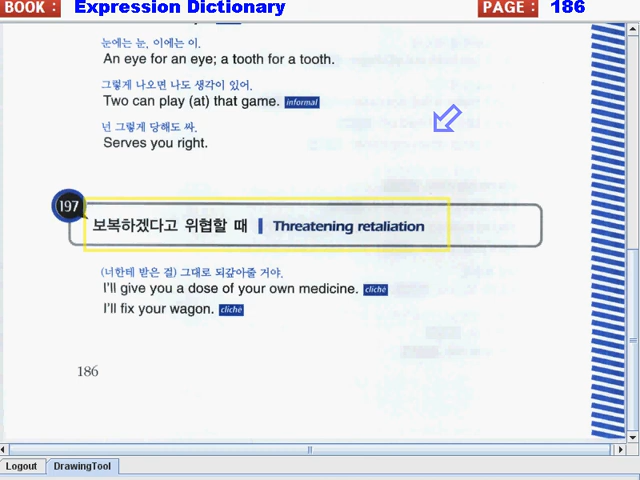 BOOK : Expression Dictionary PAGE : 186
눈에는 눈, 이에는 이.
An eye for an eye; a tooth for a tooth.
그렇게 나오면 나도 생각이 있어.
Two can play (at) that game. informal
넌 그렇게 당해도 싸.
Serves you right.
197
보복하겠다고 위협할 때 | Threatening retaliation
(너한테 받은 걸) 그대로 되갚아줄 거야.
I'll give you a dose of your own medicine. cliché
I'll fix your wagon. cliché
186
Logout DrawingTool